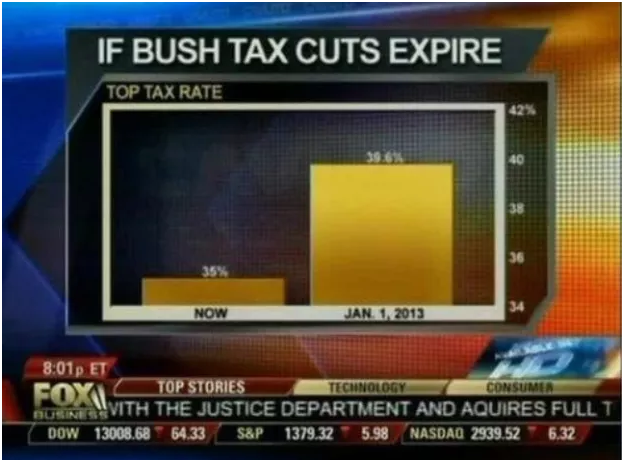 IF BUSH TAX CUTS EXPIRE
TOP TAX RATE
42%
40
38
36
34
39.6%
35%
NOW JAN. 1, 2013
8:01p ET
TOP STORIES TECHNOLOGY CONSUMER
FOX
BUSINESS
WITH THE JUSTICE DEPARTMENT AND AQUIRES FULL T
DOW 13008.68 64.33 S&P 1379.32 5.98 NASDAQ 2939.52 6.32
HD